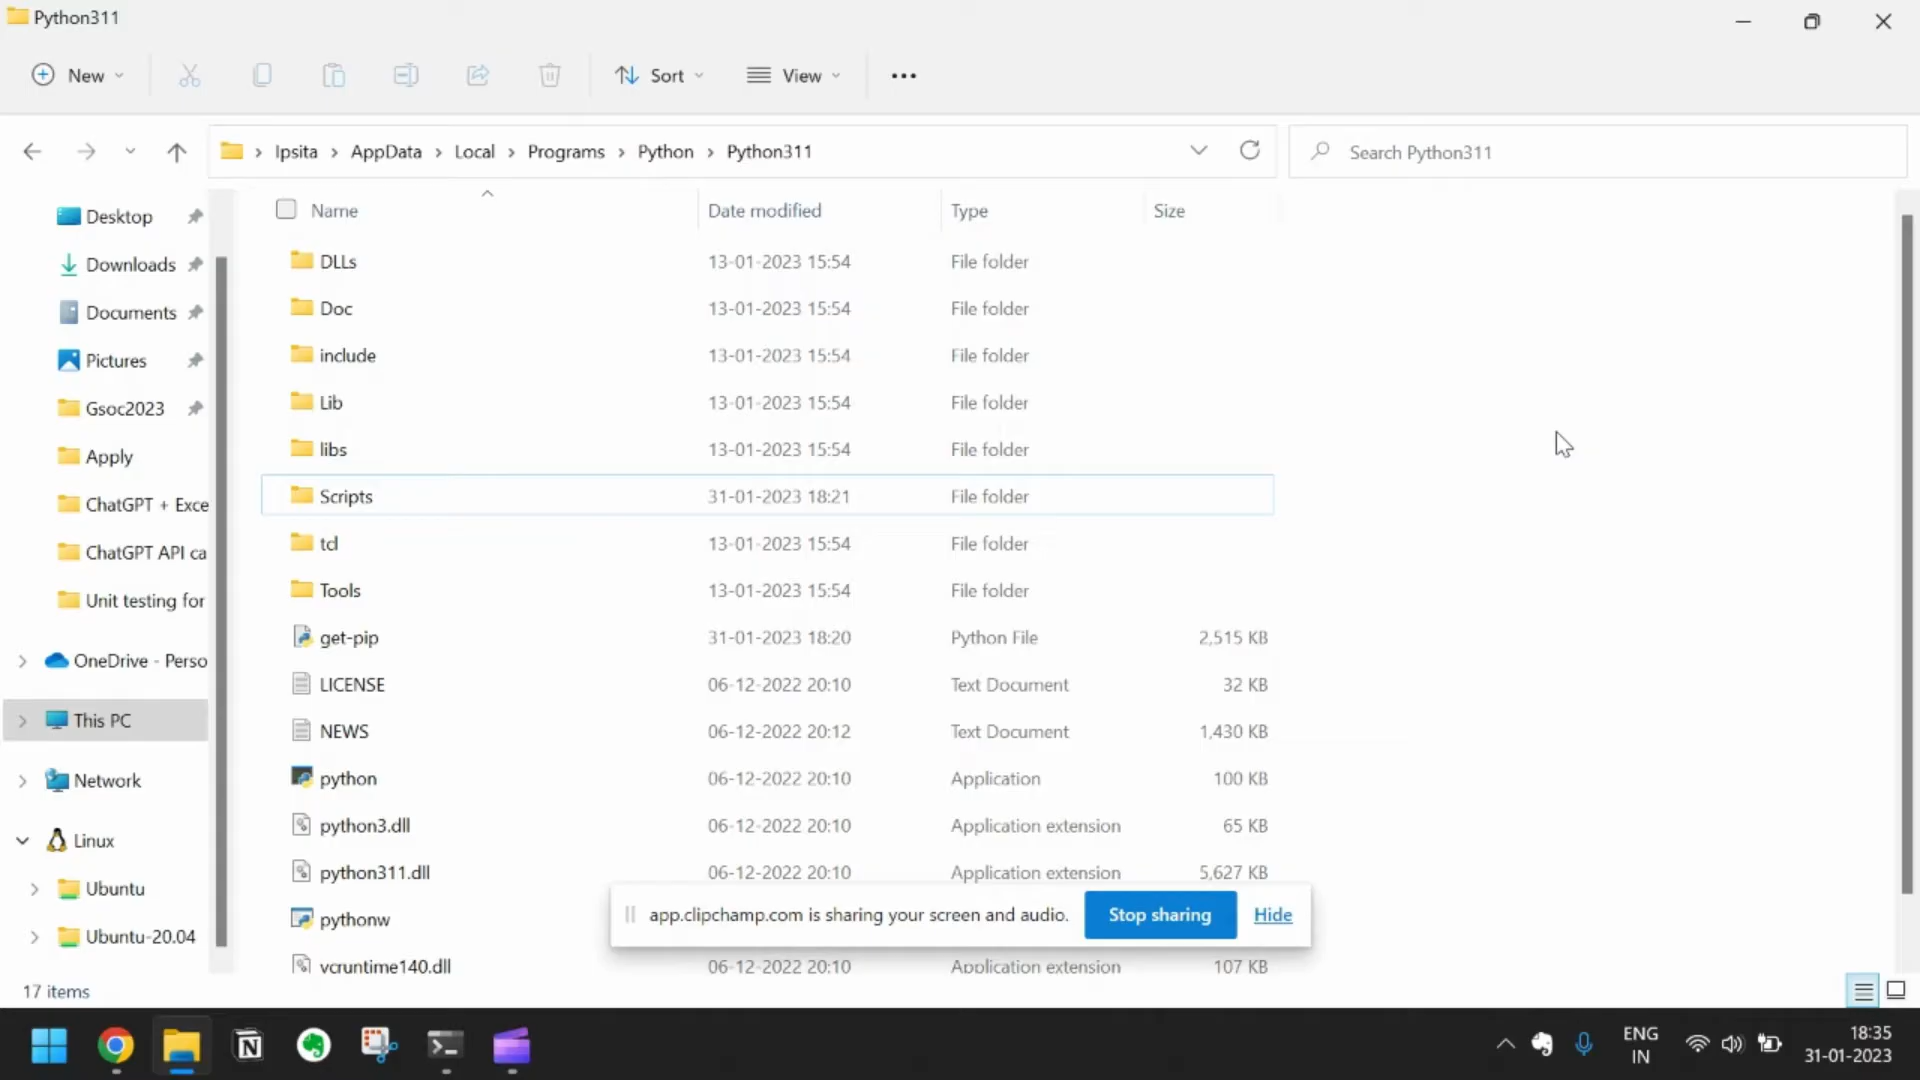 Python311
New
Sort
View
Ipsita > AppData > Local > Programs > Python > Python311
Search Python311
Name Date modified Type Size
Desktop
Downloads
Documents
Pictures
Gsoc2023
Apply
ChatGPT + Exce
ChatGPT API ca
Unit testing for
OneDrive - Perso
This PC
Network
Linux
Ubuntu
Ubuntu-20.04
DLLs 13-01-2023 15:54 File folder
Doc 13-01-2023 15:54 File folder
include 13-01-2023 15:54 File folder
Lib 13-01-2023 15:54 File folder
libs 13-01-2023 15:54 File folder
Scripts 31-01-2023 18:21 File folder
tcl 13-01-2023 15:54 File folder
Tools 13-01-2023 15:54 File folder
get-pip 31-01-2023 18:20 Python File 2,515 KB
LICENSE 06-12-2022 20:10 Text Document 32 KB
NEWS 06-12-2022 20:12 Text Document 1,430 KB
python 06-12-2022 20:10 Application 100 KB
python3.dll 06-12-2022 20:10 Application extension 65 KB
python311.dll 06-12-2022 20:10 Application extension 5,627 KB
pythonw
vcruntime140.dll 06-12-2022 20:10 Application extension 107 KB
app.clipchamp.com is sharing your screen and audio.
Stop sharing
Hide
17 items
ENG
IN
18:35
31-01-2023